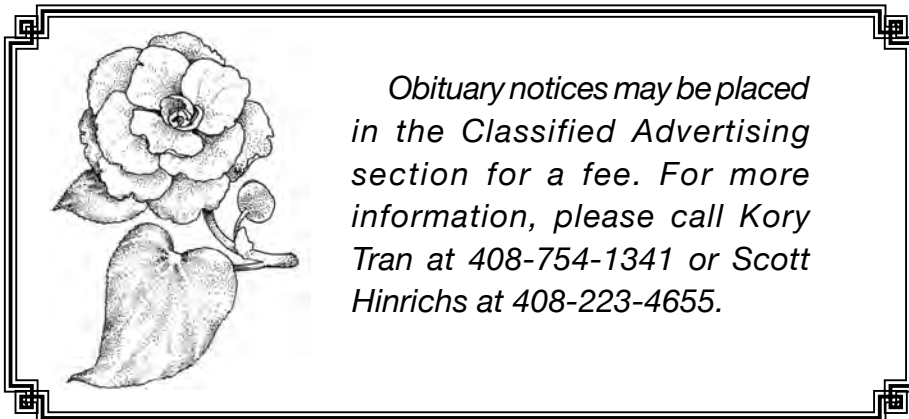 Obituary notices may be placed
in the Classified Advertising
section for a fee. For more
information, please call Kory
Tran at 408-754-1341 or Scott
Hinrichs at 408-223-4655.